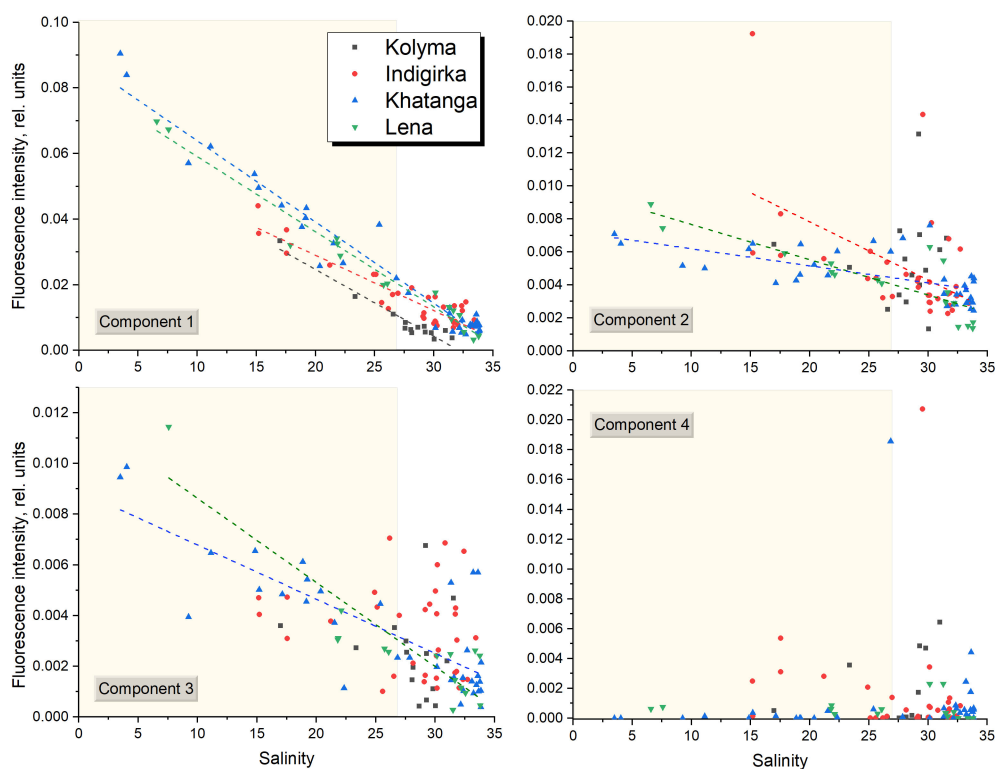 Fluorescence intensity, rel. units
0.10
0.08
0.06
0.04
0.02
0.00
0 5 10 15 20 25 30 35
Kolyma
Indigirka
Khatanga
Lena
Component 1
0.020
0.018
0.016
0.014
0.012
0.010
0.008
0.006
0.004
0.002
0.000
0 5 10 15 20 25 30 35
Component 2
Fluorescence intensity, rel. units
0.012
0.010
0.008
0.006
0.004
0.002
0.000
0 5 10 15 20 25 30 35
Component 3
Salinity
0.022
0.020
0.018
0.016
0.014
0.012
0.010
0.008
0.006
0.004
0.002
0.000
0 5 10 15 20 25 30 35
Component 4
Salinity